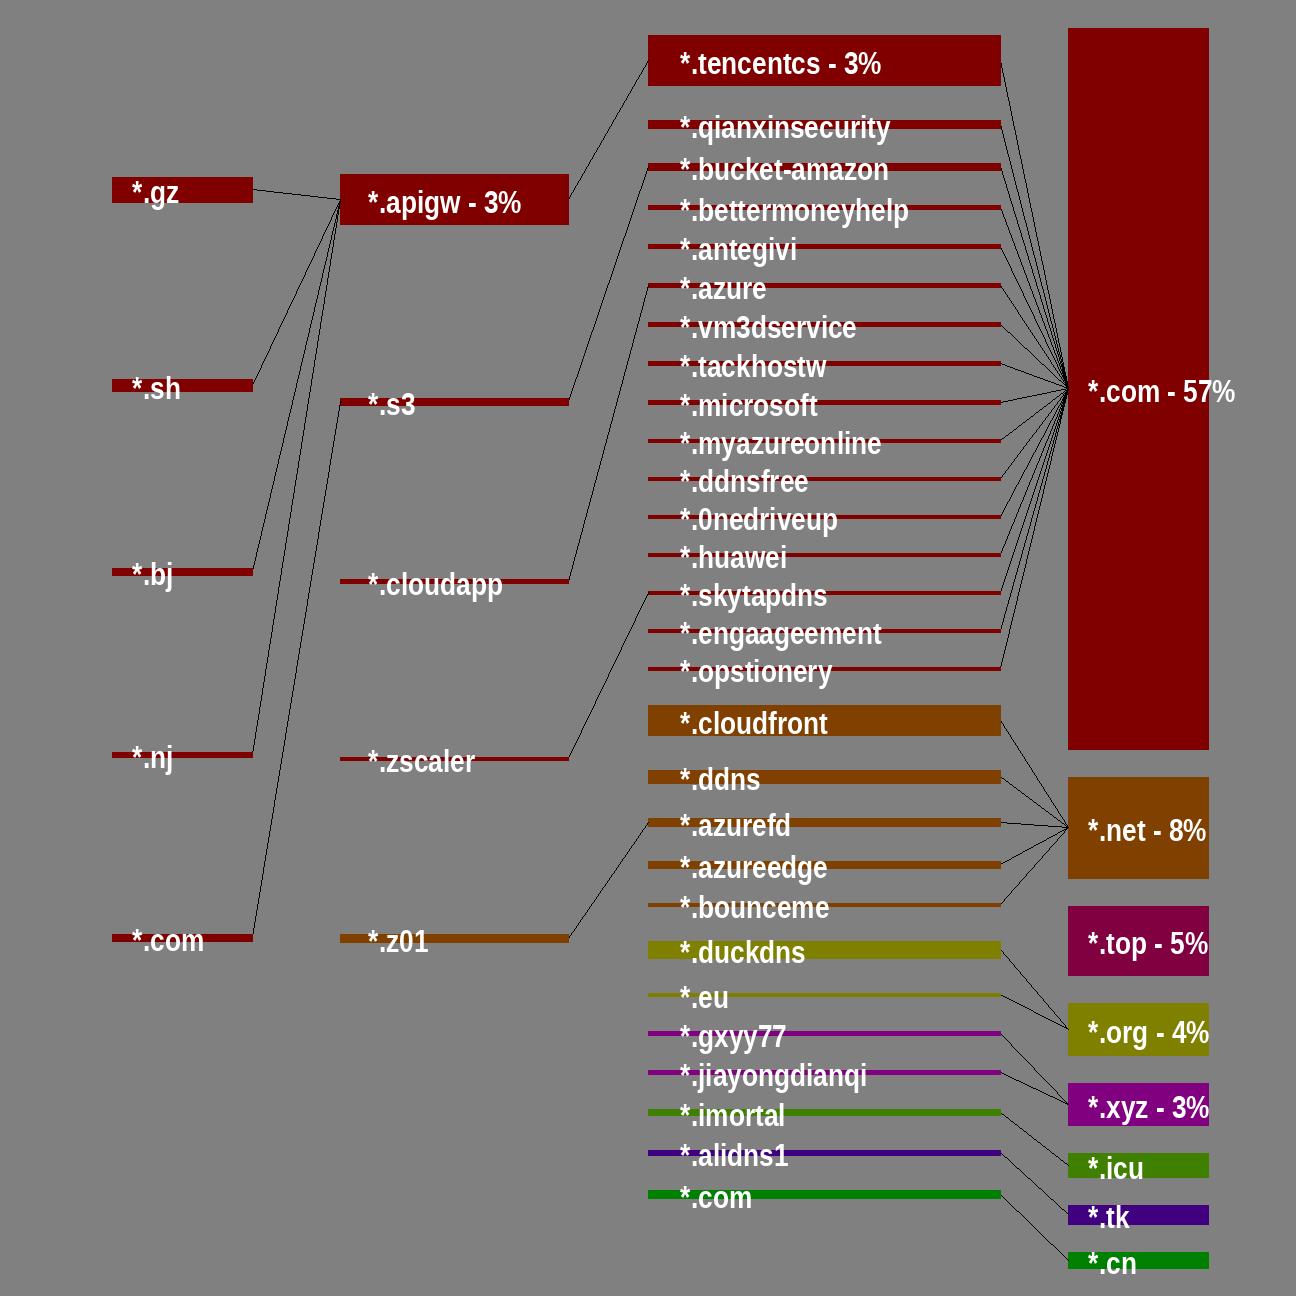 *.gz
*.sh
*.bj
*.nj
*.com
*.apigw - 3%
*.s3
*.cloudapp
*.zscaler
*.z01
*.tencentcs - 3%
*.qianxinsecurity
*.bucket-amazon
*.bettermoneyhelp
*.antegivi
*.azure
*.vm3dservice
*.tackhostw
*.microsoft
*.myazureonline
*.ddnsfree
*.0nedriveup
*.huawei
*.skytapdns
*.engaageement
*.opstionery
*.cloudfront
*.ddns
*.azurefd
*.azureedge
*.bounceme
*.duckdns
*.eu
*.gxyy77
*.jiayongdianqi
*.imortal
*.alidns1
*.com
*.com - 57%
*.net - 8%
*.top - 5%
*.org - 4%
*.xyz - 3%
*.icu
*.tk
*.cn